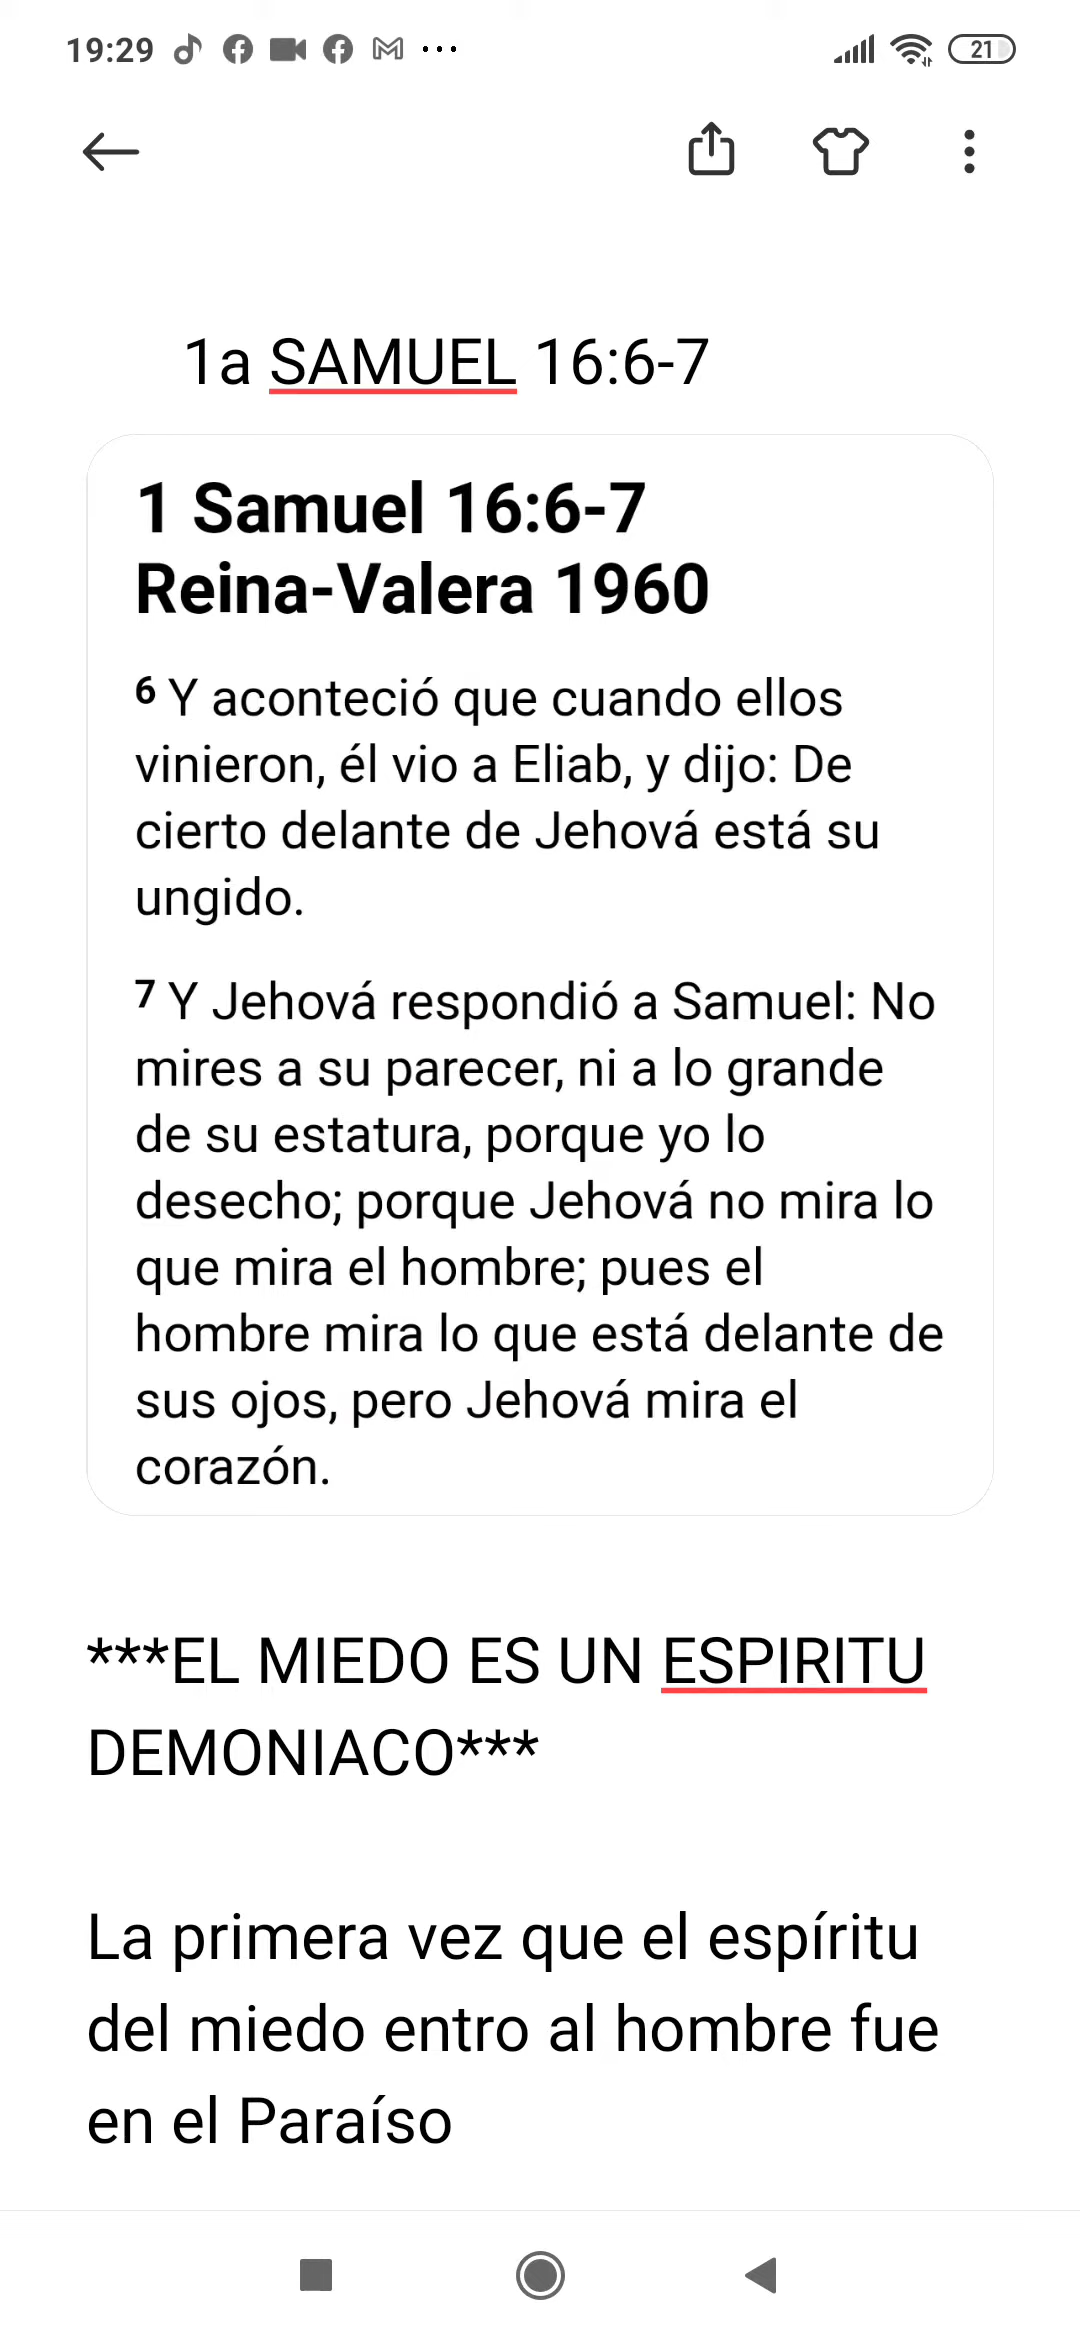 19:29
21
1a SAMUEL 16:6-7
1 Samuel 16:6-7
Reina-Valera 1960
6 Y aconteció que cuando ellos
vinieron, él vio a Eliab, y dijo: De
cierto delante de Jehová está su
ungido.
7 Y Jehová respondió a Samuel: No
mires a su parecer, ni a lo grande
de su estatura, porque yo lo
desecho; porque Jehová no mira lo
que mira el hombre; pues el
hombre mira lo que está delante de
sus ojos, pero Jehová mira el
corazón.
***EL MIEDO ES UN ESPIRITU
DEMONIACO***
La primera vez que el espíritu
del miedo entro al hombre fue
en el Paraíso